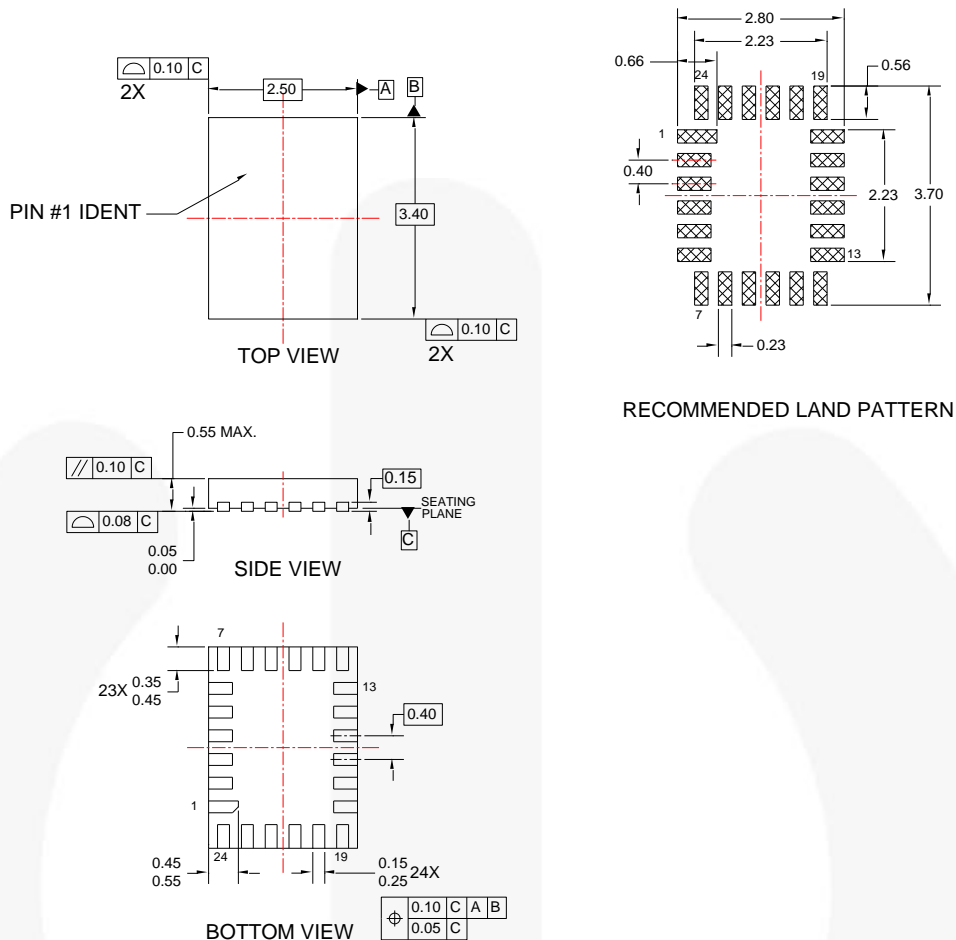 0.10 C
2X
2.50
A
B
PIN #1 IDENT
3.40
0.10 C
2X
TOP VIEW
2.80
2.23
0.66
24
19
0.56
1
0.40
2.23
3.70
13
7
0.23
RECOMMENDED LAND PATTERN
0.55 MAX.
// 0.10 C
0.15
SEATING
PLANE
0.08 C
C
0.05
0.00
SIDE VIEW
7
23X 0.35
0.45
13
0.40
1
24
19
0.45
0.55
0.15
0.25 24X
0.10 C A B
0.05 C
BOTTOM VIEW